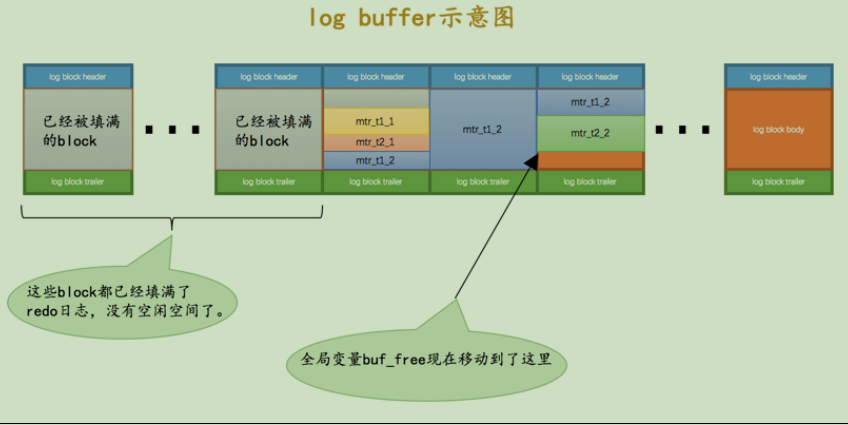 log buffer示意图
log block header
log block header
log block header
log block header
log block header
log block header
已经被填满
的block
已经被填满
的block
mtr_t1_1
mtr_t2_1
mtr_t1_2
mtr_t1_2
mtr_t1_2
mtr_t2_2
log block body
log block trailer
log block trailer
log block trailer
log block trailer
log block trailer
log block trailer
这些block都已经填满了
redo日志，没有空闲空间了。
全局变量buf_free现在移动到了这里